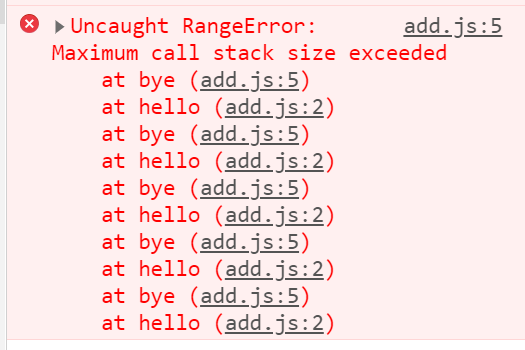 Uncaught RangeError: add.js:5
Maximum call stack size exceeded
at bye (add.js:5)
at hello (add.js:2)
at bye (add.js:5)
at hello (add.js:2)
at bye (add.js:5)
at hello (add.js:2)
at bye (add.js:5)
at hello (add.js:2)
at bye (add.js:5)
at hello (add.js:2)